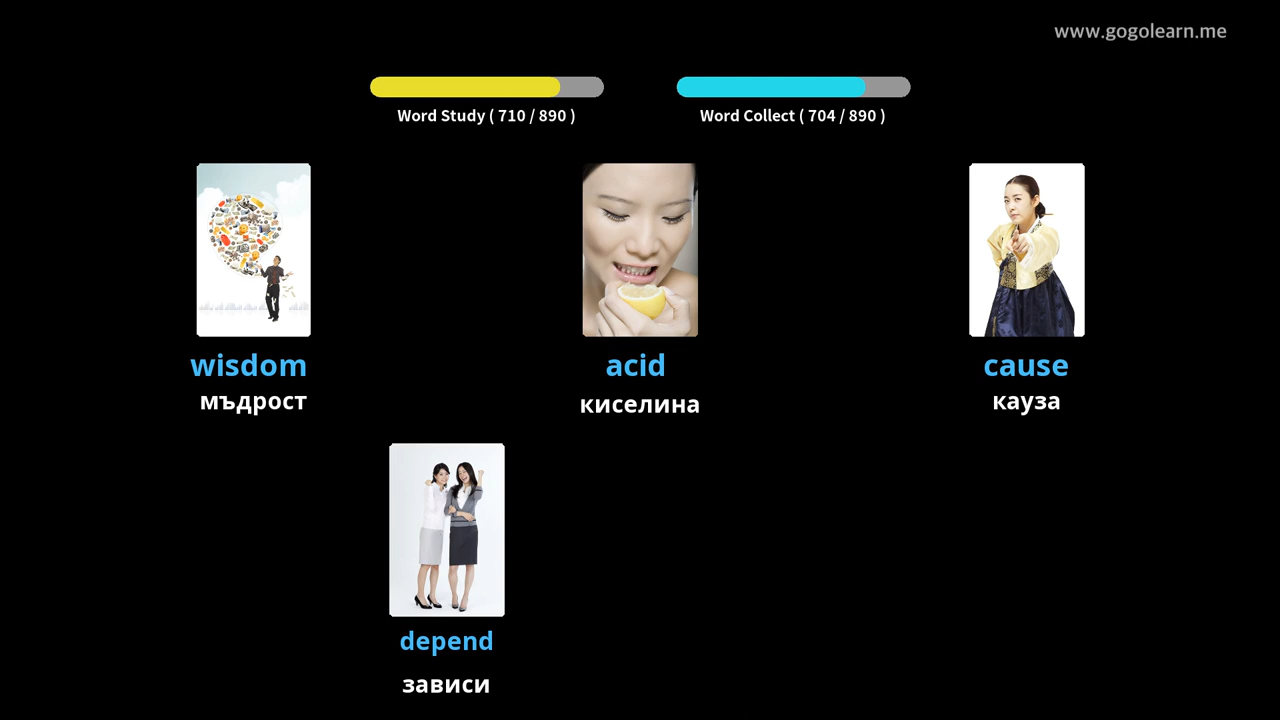 www.gogolearn.me
Word Study ( 710 / 890 )
Word Collect ( 704 / 890 )
wisdom
мъдрост
acid
киселина
cause
кауза
depend
зависи